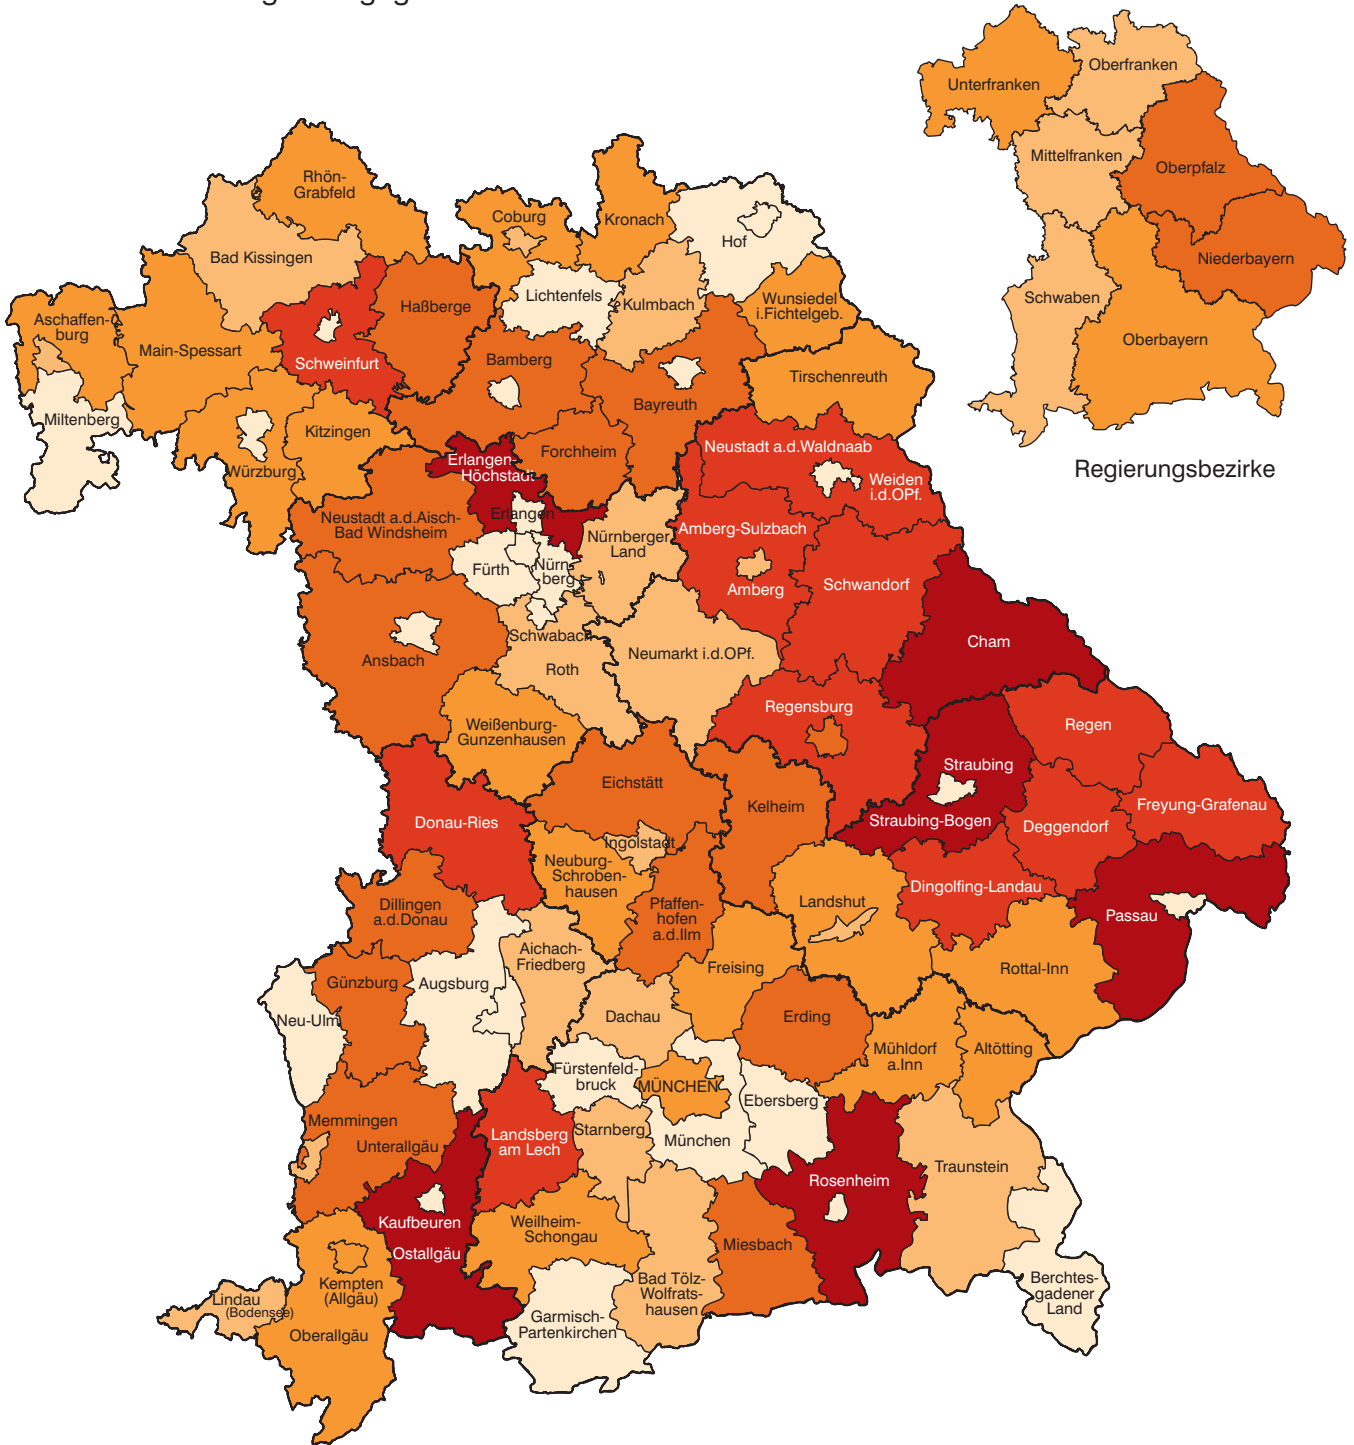 Unterfranken
Oberfranken
Mittelfranken
Oberpfalz
Niederbayern
Schwaben
Oberbayern
Regierungsbezirke
Rhön-
Grabfeld
Coburg
Kronach
Hof
Bad Kissingen
Lichtenfels
Kulmbach
Wunsiedel
i.Fichtelgeb.
Haßberge
Aschaffen-
burg
Main-Spessart
Schweinfurt
Bamberg
Bayreuth
Tirschenreuth
Miltenberg
Kitzingen
Würzburg
Forchheim
Erlangen-
Höchstadt
Erlangen
Neustadt a.d.Waldnaab
Weiden
i.d.OPf.
Neustadt a.d.Aisch-
Bad Windsheim
Fürth
Nürn-
berg
Nürnberger
Land
Amberg-Sulzbach
Amberg
Schwandorf
Cham
Ansbach
Schwabach
Roth
Neumarkt i.d.OPf.
Weißenburg-
Gunzenhausen
Regensburg
Regen
Straubing
Straubing-Bogen
Deggendorf
Freyung-Grafenau
Eichstätt
Kelheim
Donau-Ries
Ingolstadt
Neuburg-
Schroben-
hausen
Pfaffen-
hofen
a.d.Ilm
Landshut
Dingolfing-Landau
Passau
Dillingen
a.d.Donau
Aichach-
Friedberg
Freising
Rottal-Inn
Günzburg
Augsburg
Neu-Ulm
Dachau
Erding
Mühldorf
a.Inn
Altötting
Fürstenfeld-
bruck
MÜNCHEN
Ebersberg
München
Memmingen
Unterallgäu
Landsberg
am Lech
Starnberg
Rosenheim
Traunstein
Kaufbeuren
Ostallgäu
Weilheim-
Schongau
Miesbach
Bad Tölz-
Wolfrats-
hausen
Berchtes-
gadener
Land
Kempten
(Allgäu)
Lindau
(Bodensee)
Oberallgäu
Garmisch-
Partenkirchen